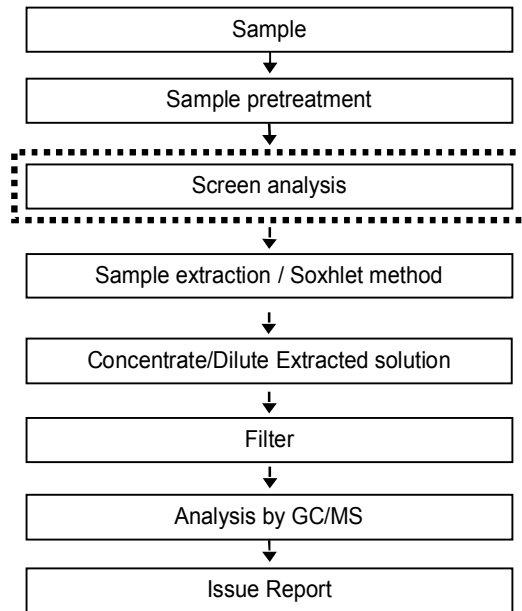 Sample
Sample pretreatment
Screen analysis
Sample extraction / Soxhlet method
Concentrate/Dilute Extracted solution
Filter
Analysis by GC/MS
Issue Report